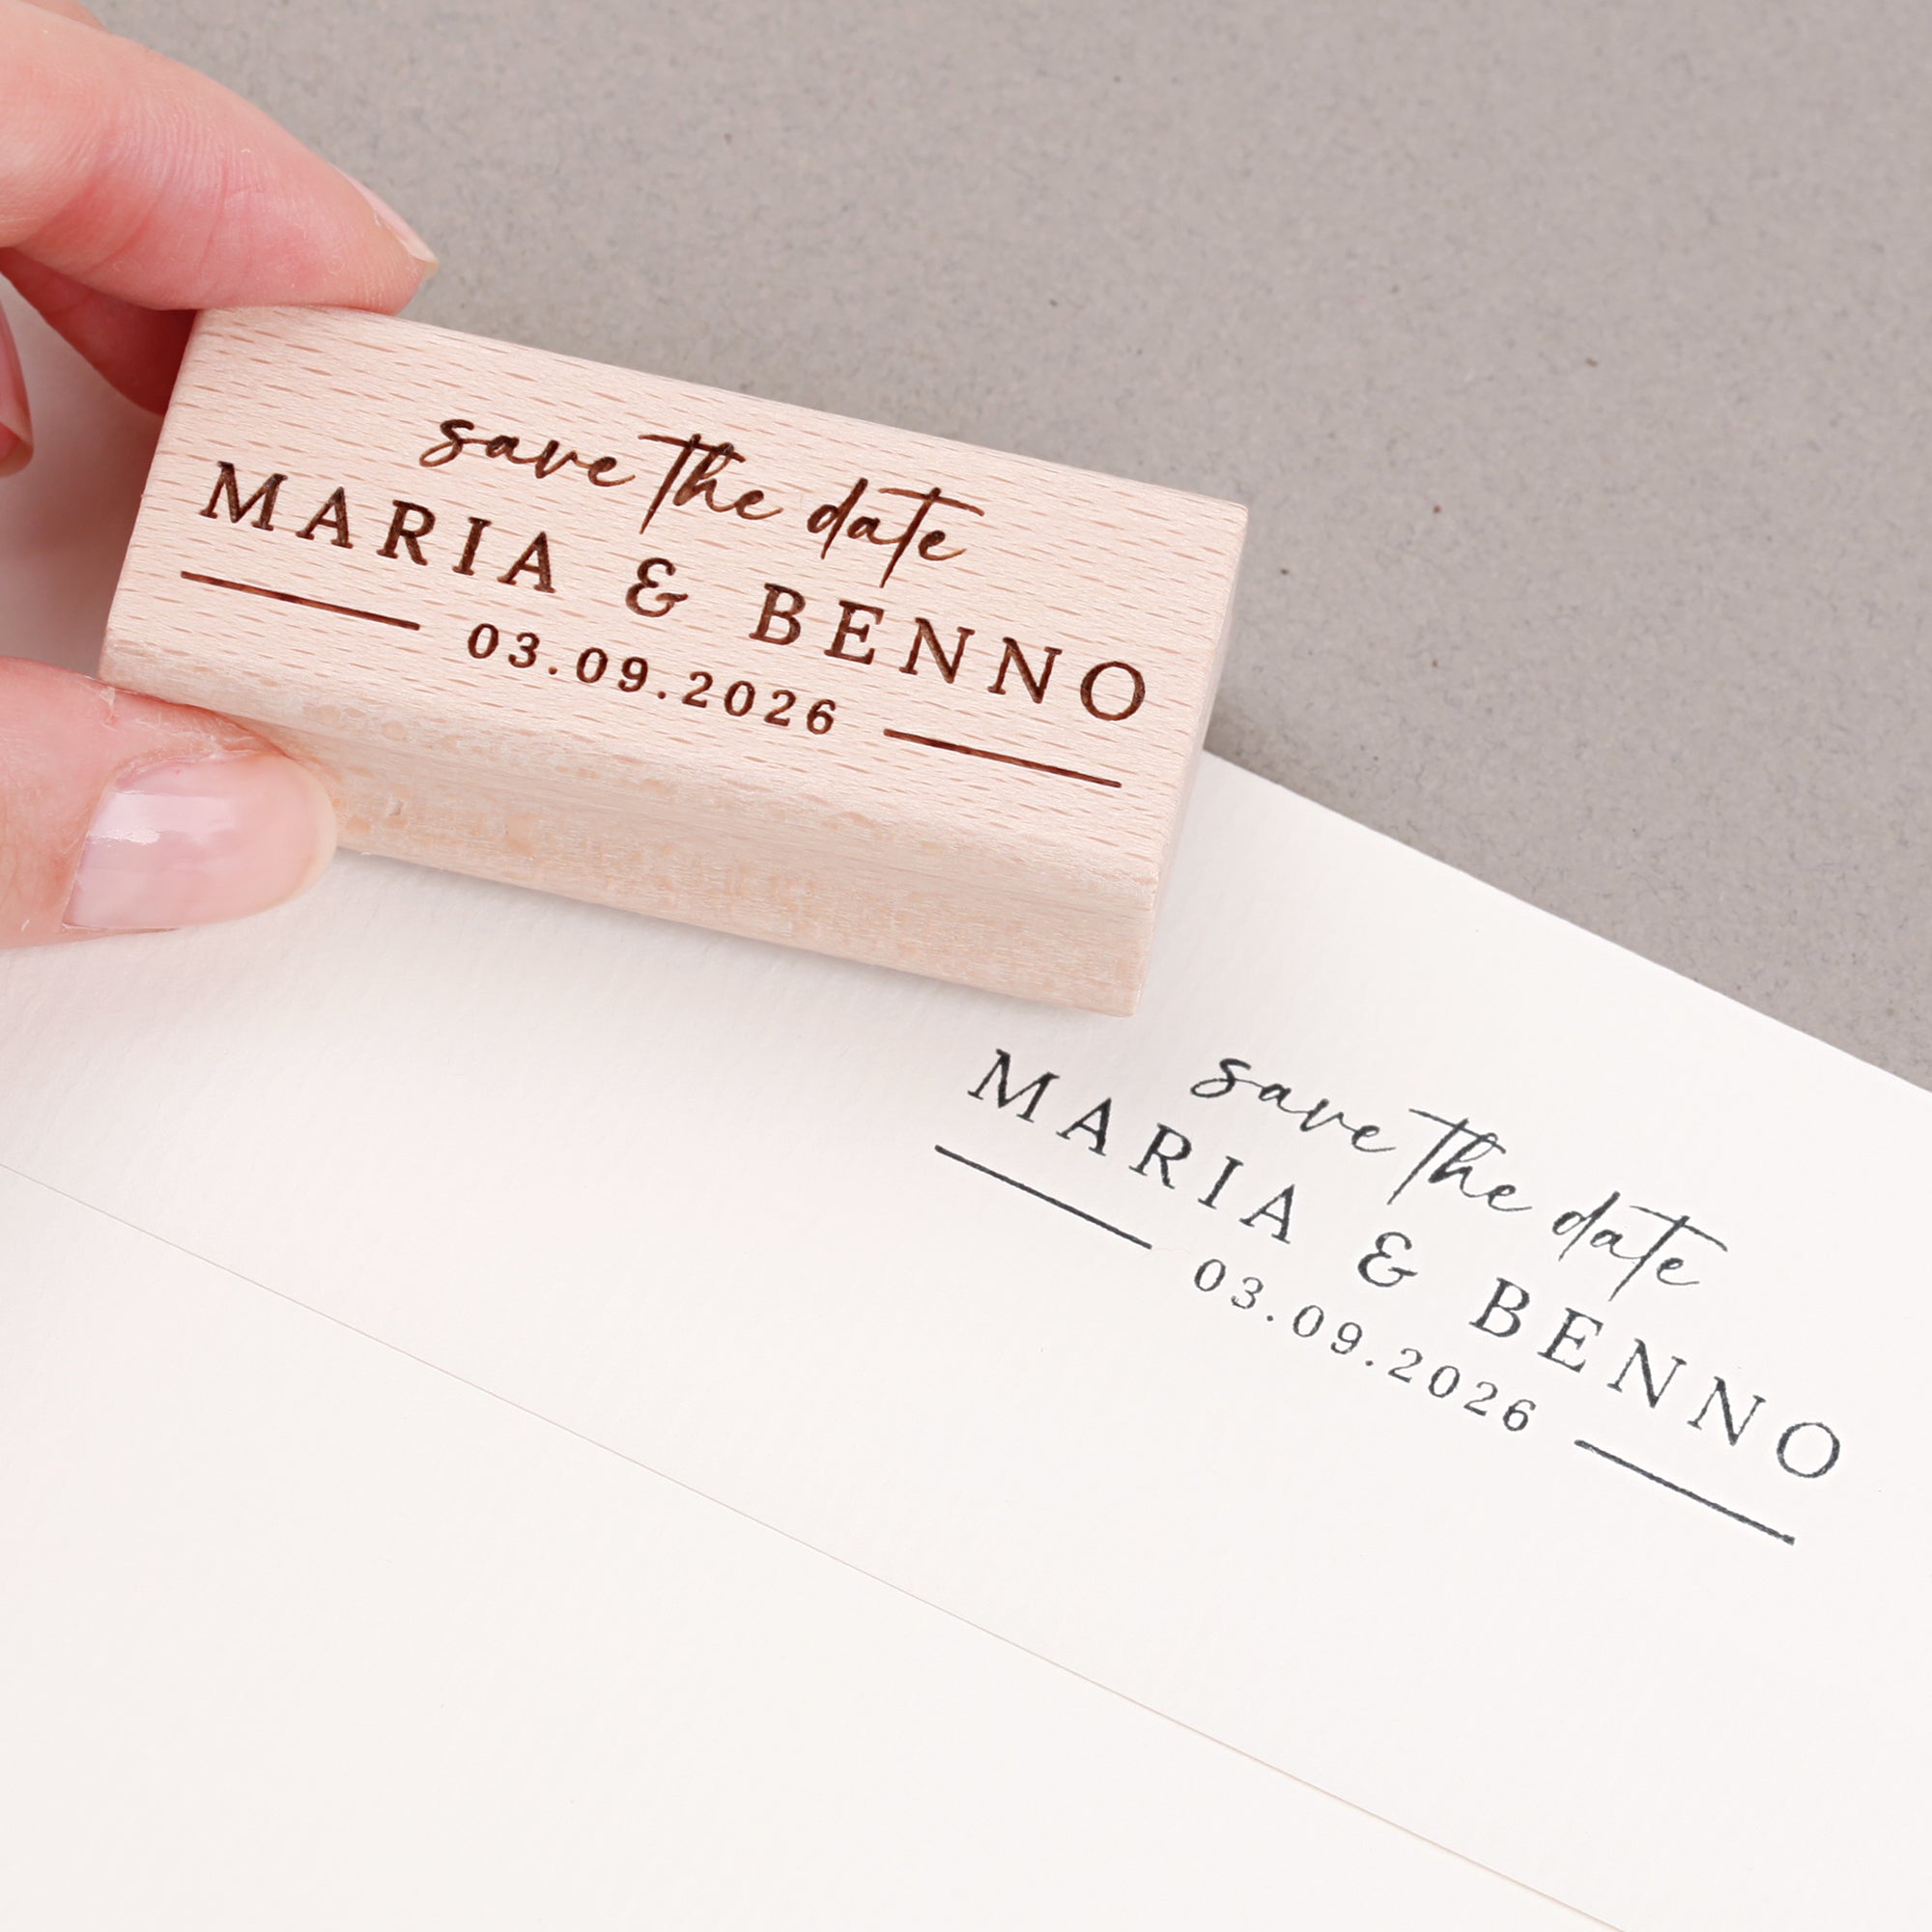 save the date
MARIA & BENNO
03.09.2026
save the date
MARIA & BENNO
03.09.2026